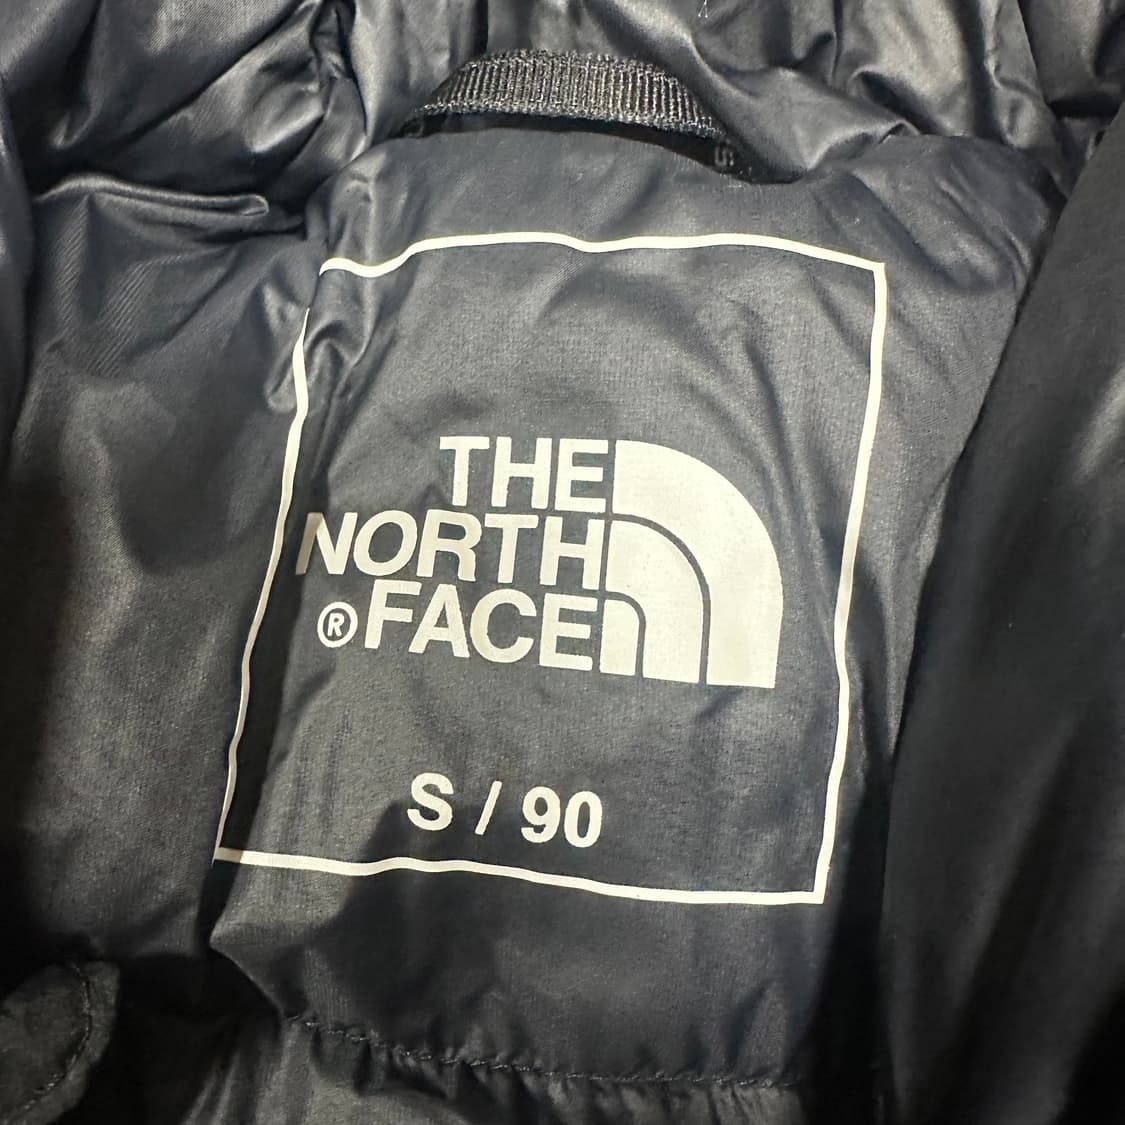 THE
NORTH
®FACE
S / 90